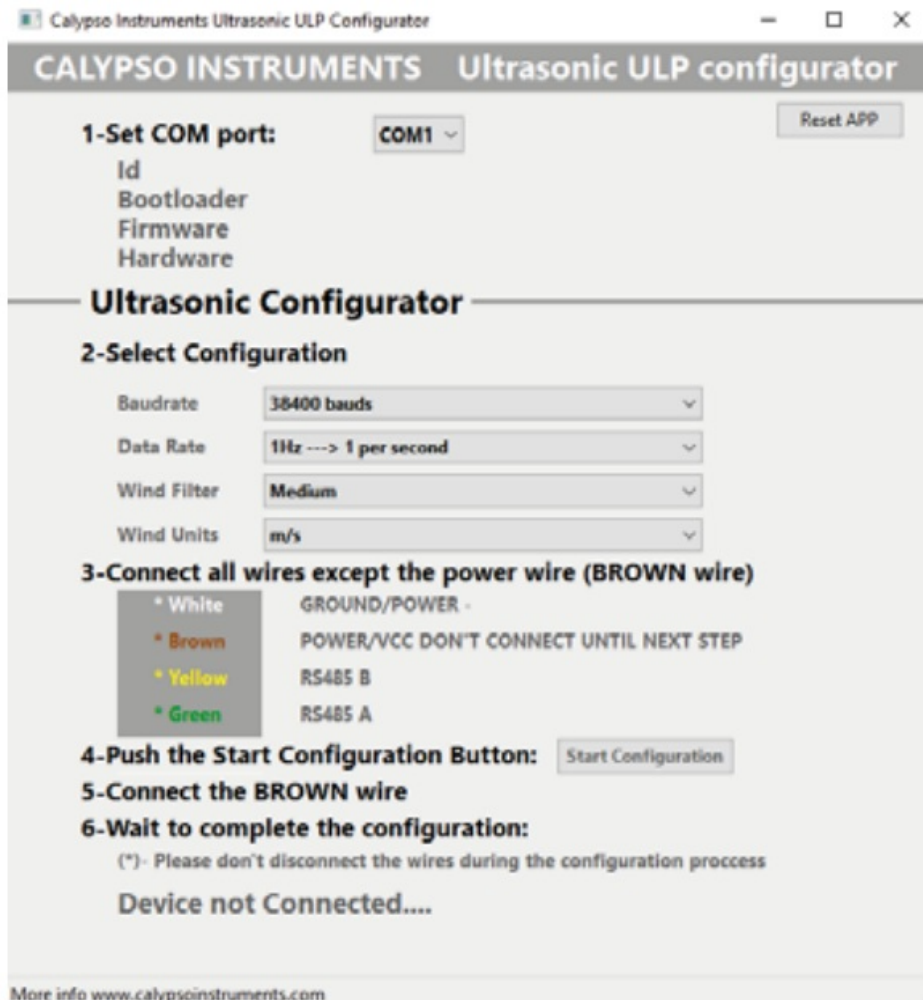 Calypso Instruments Ultrasonic ULP Configurator
CALYPSO INSTRUMENTS Ultrasonic ULP configurator
Reset APP
1-Set COM port: COM1
Id
Bootloader
Firmware
Hardware
Ultrasonic Configurator
2-Select Configuration
Baudrate 38400 bauds
Data Rate 1Hz ---> 1 per second
Wind Filter Medium
Wind Units m/s
3-Connect all wires except the power wire (BROWN wire)
* White GROUND/POWER -
* Brown POWER/VCC DON'T CONNECT UNTIL NEXT STEP
* Yellow RS485 B
* Green RS485 A
4-Push the Start Configuration Button: Start Configuration
5-Connect the BROWN wire
6-Wait to complete the configuration:
(*)- Please don't disconnect the wires during the configuration proccess
Device not Connected....
More info www.calypsoinstruments.com